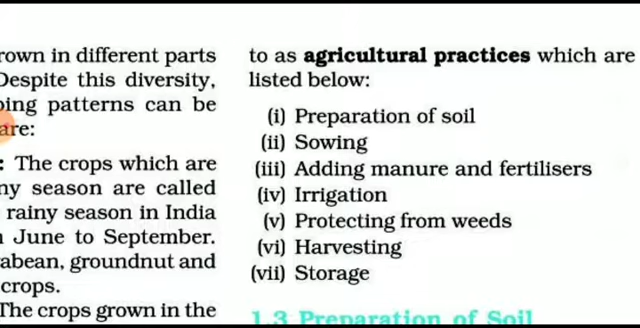 rown in different parts
Despite this diversity,
ing patterns can be
are:
: The crops which are
ny season are called
rainy season in India
June to September.
abean, groundnut and
crops.
The crops grown in the
to as agricultural practices which are
listed below:
(i) Preparation of soil
(ii) Sowing
(iii) Adding manure and fertilisers
(iv) Irrigation
(v) Protecting from weeds
(vi) Harvesting
(vii) Storage
1.3 Preparation of Soil